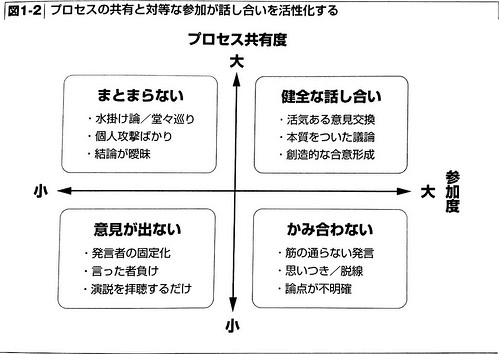 図1-2 プロセスの共有と対等な参加が話し合いを活性化する
プロセス共有度
大
まとまらない
・水掛け論／堂々巡り
・個人攻撃ばかり
・結論が曖昧
健全な話し合い
・活気ある意見交換
・本質をついた議論
・創造的な合意形成
小
大
参加度
意見が出ない
・発言者の固定化
・言った者負け
・演説を拝聴するだけ
かみ合わない
・筋の通らない発言
・思いつき／脱線
・論点が不明確
小